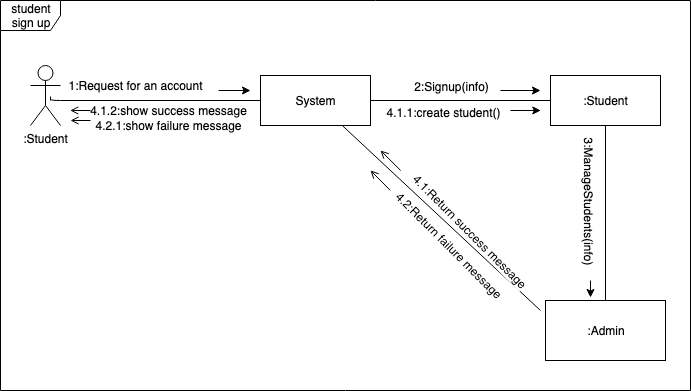 student
sign up
1:Request for an account
4.1.2:show success message
4.2.1:show failure message
:Student
System
2:Signup(info)
4.1.1:create student()
:Student
3:ManageStudents(info)
4.1:Return success message
4.2:Return failure message
:Admin